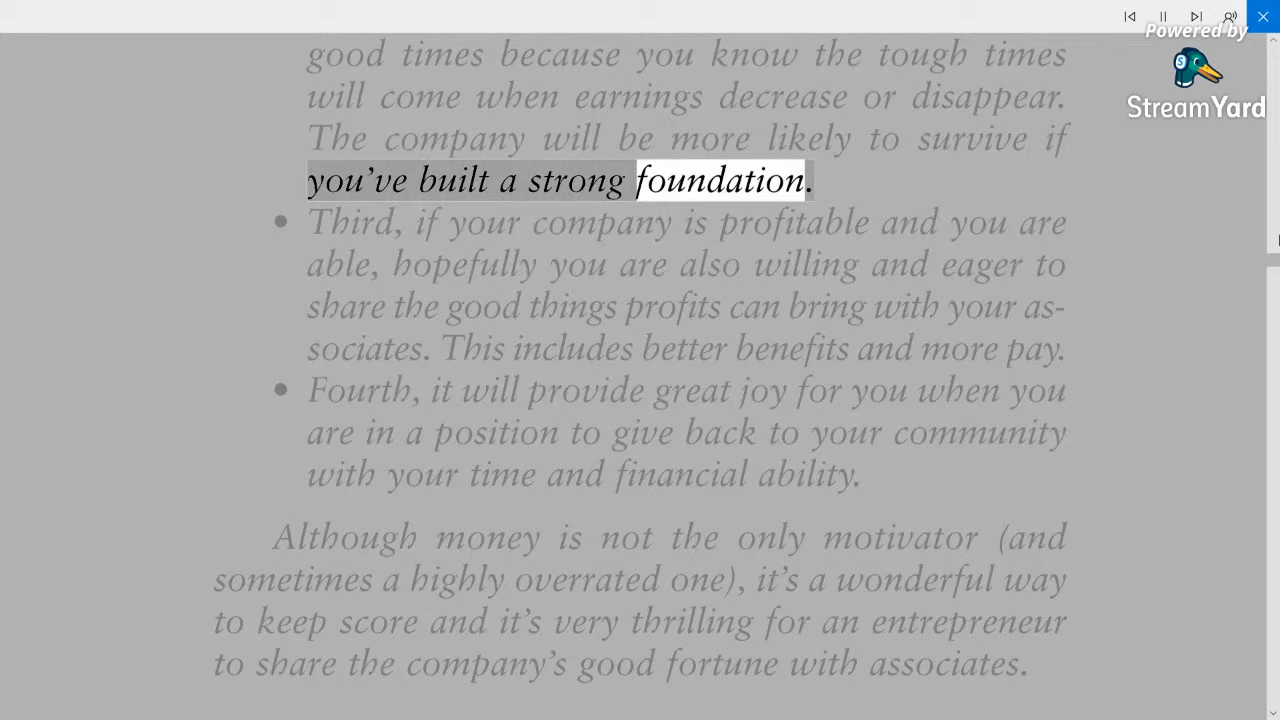 Powered by
StreamYard
good times because you know the tough times
will come when earnings decrease or disappear.
The company will be more likely to survive if
you’ve built a strong foundation.
• Third, if your company is profitable and you are
able, hopefully you are also willing and eager to
share the good things profits can bring with your as-
sociates. This includes better benefits and more pay.
• Fourth, it will provide great joy for you when you
are in a position to give back to your community
with your time and financial ability.
Although money is not the only motivator (and
sometimes a highly overrated one), it’s a wonderful way
to keep score and it’s very thrilling for an entrepreneur
to share the company’s good fortune with associates.